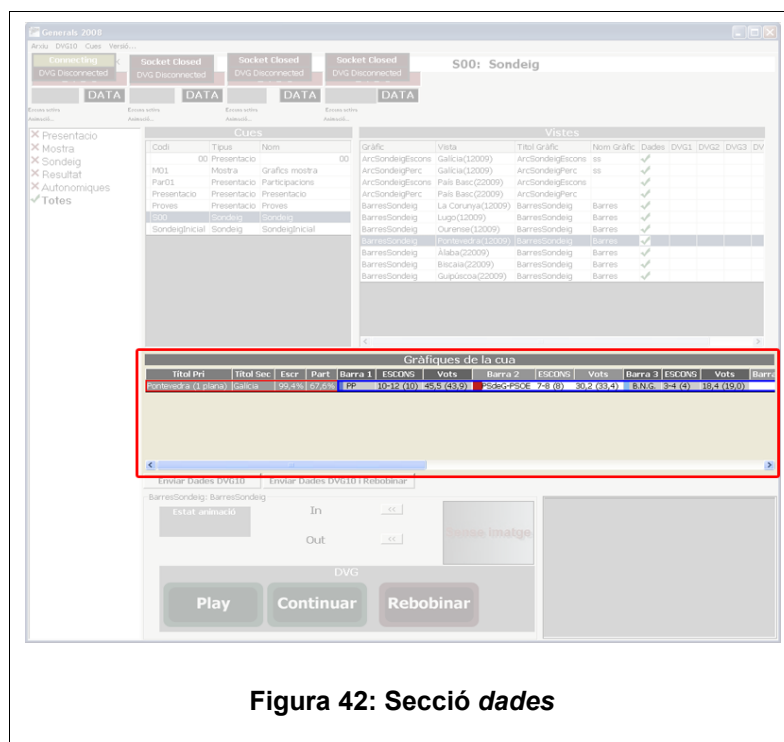 Generals 2008
Arxiu DVG10 Cues Versió...
Connecting
DVG Disconnected
Socket Closed
DVG Disconnected
Socket Closed
DVG Disconnected
Socket Closed
DVG Disconnected
S00: Sondeig
DATA DATA DATA DATA
Presentacio
Mostra
Sondeig
Resultat
Autonomiques
Totes
Cues
Codi Tipus Nom
00 Presentacio 00
M01 Mostra Grafics mostra
Par01 Presentacio Participacions
Presentacio Presentacio Presentacio
Proves Presentacio Proves
S00 Sondeig Sondeig
SondeigInicial Sondeig SondeigInicial
Vistes
Gràfic Vista Títol Gràfic Nom Gràfic Dades DVG1 DVG2 DVG3 DV
ArcSondeigEscons Galícia(12009) ArcSondeigEscons ss
ArcSondeigPerc Galícia(12009) ArcSondeigPerc ss
ArcSondeigEscons País Basc(22009) ArcSondeigEscons
ArcSondeigPerc País Basc(22009) ArcSondeigPerc
BarresSondeig La Corunya(12009) BarresSondeig Barres
BarresSondeig Lugo(12009) BarresSondeig Barres
BarresSondeig Ourense(12009) BarresSondeig Barres
BarresSondeig Pontevedra(12009) BarresSondeig Barres
BarresSondeig Àlaba(22009) BarresSondeig Barres
BarresSondeig Biscaia(22009) BarresSondeig Barres
BarresSondeig Guipúscoa(22009) BarresSondeig Barres
Gràfiques de la cua
Títol Pri Títol Sec Escr Part Barra 1 ESCONS Vots Barra 2 ESCONS Vots Barra 3 ESCONS Vots Barra
Pontevedra (1 plana) Galícia 99,4% 67,6% PP 10-12 (10) 45,5 (43,9) PSdeG-PSOE 7-8 (8) 30,2 (33,4) B.N.G. 3-4 (4) 18,4 (19,0)
Enviar Dades DVG10 Enviar Dades DVG10 i Rebobinar
BarresSondeig: BarresSondeig
Estat animació
In <<
Out <<
sense imatge
DVG
Play Continuar Rebobinar
Figura 42: Secció dades